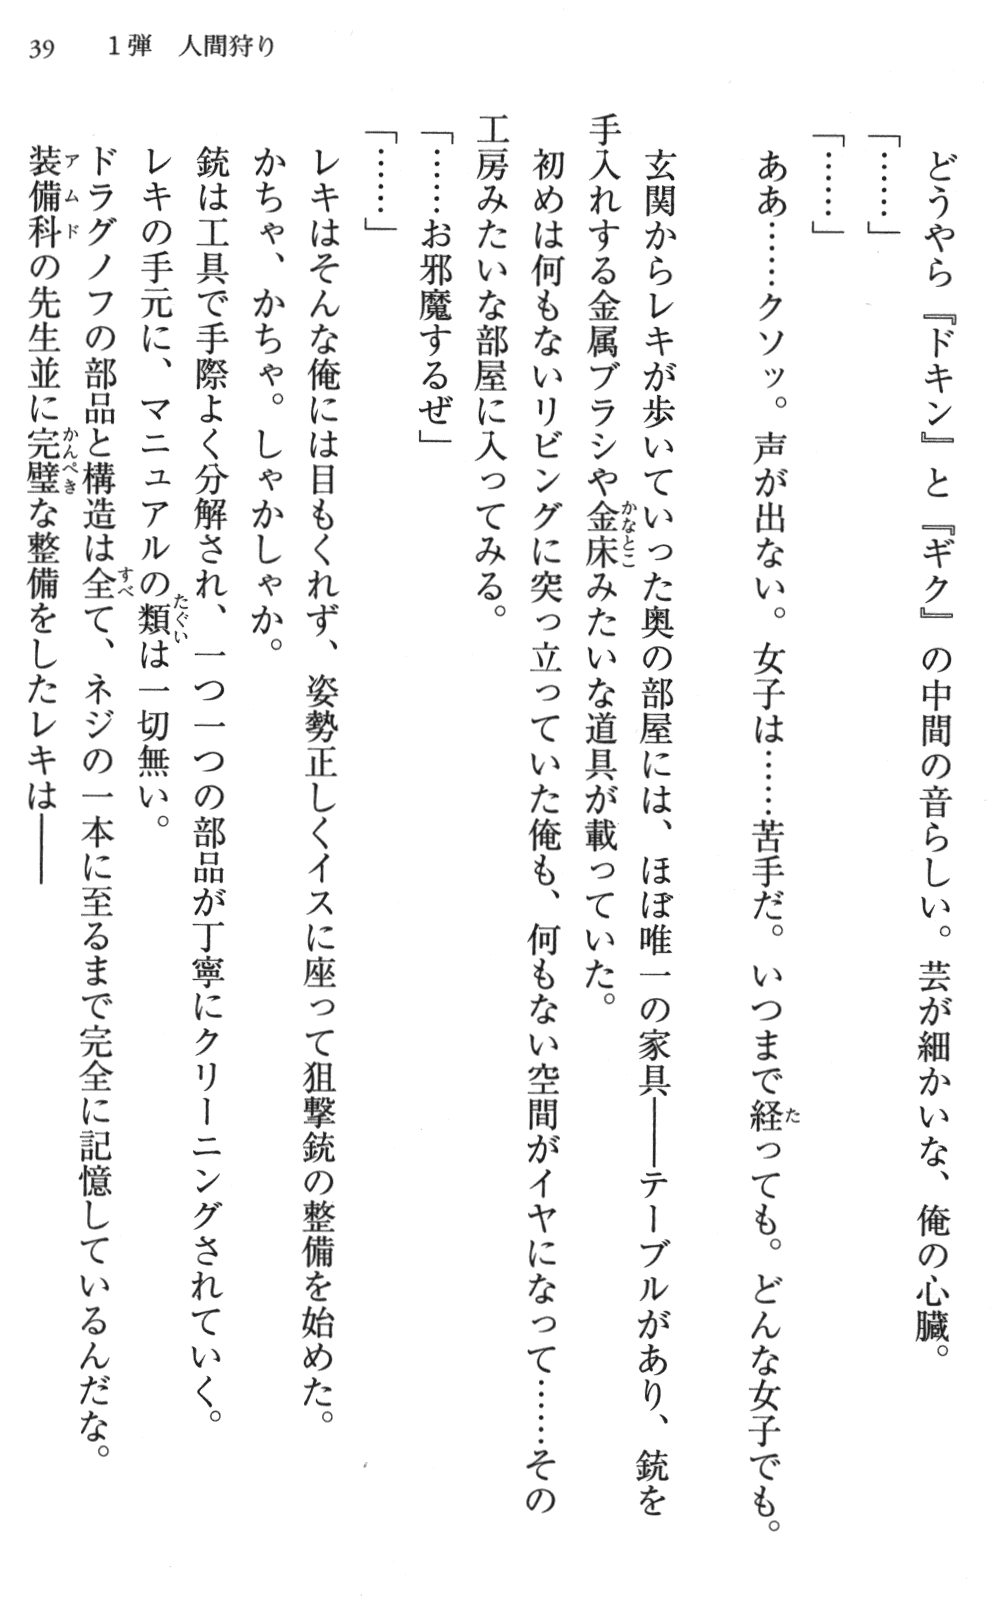 39　1弾　人間狩り
どうやら『ドキン』と『ギク』の中間の音らしい。芸が細かいな、俺の心臓。
「……」
「……」
ああ……クソッ。声が出ない。女子は……苦手だ。いつまで経っても。どんな女子でも。
玄関からレキが歩いていった奥の部屋には、ほぼ唯一の家具――テーブルがあり、銃を
手入れする金属ブラシや金床みたいな道具が載っていた。
初めは何もないリビングに突っ立っていた俺も、何もない空間がイヤになって……その
工房みたいな部屋に入ってみる。
「……お邪魔するぜ」
「……」
レキはそんな俺には目もくれず、姿勢正しくイスに座って狙撃銃の整備を始めた。
かちゃ、かちゃ。しゃかしゃか。
銃は工具で手際よく分解され、一つ一つの部品が丁寧にクリーニングされていく。
レキの手元に、マニュアルの類は一切無い。
ドラグノフの部品と構造は全て、ネジの一本に至るまで完全に記憶しているんだな。
装備科の先生並に完璧な整備をしたレキは――